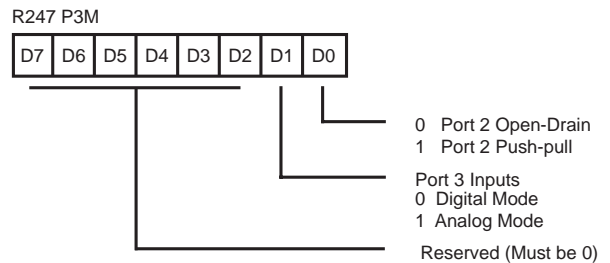 R247 P3M
D7 D6 D5 D4 D3 D2 D1 D0
0 Port 2 Open-Drain
1 Port 2 Push-pull
Port 3 Inputs
0 Digital Mode
1 Analog Mode
Reserved (Must be 0)